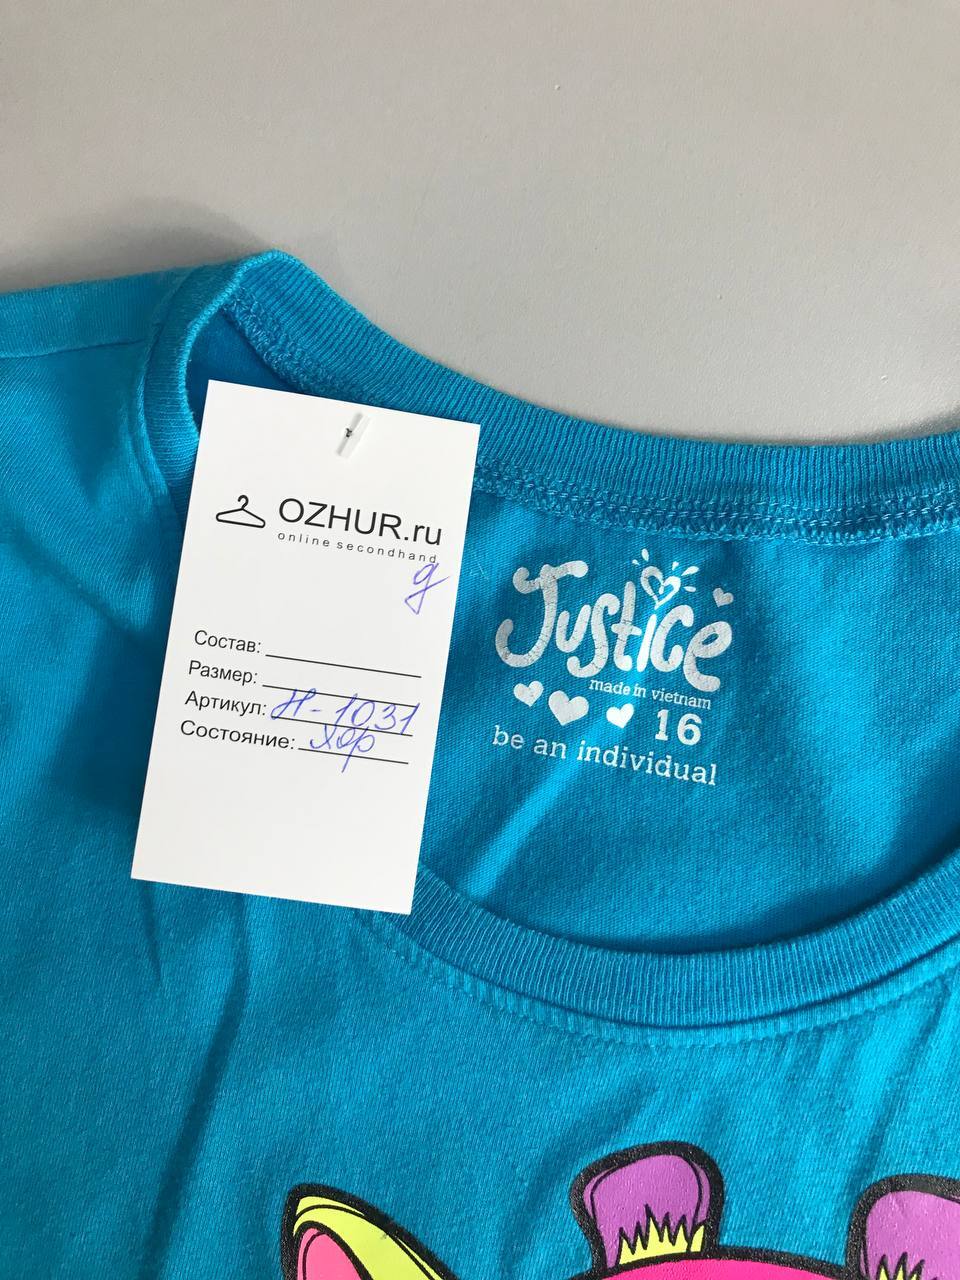 OZHUR.ru
online secondhand
g
Состав:
Размер:
Артикул: Н-1031
Состояние: хор
Justice
made in vietnam
16
be an individual